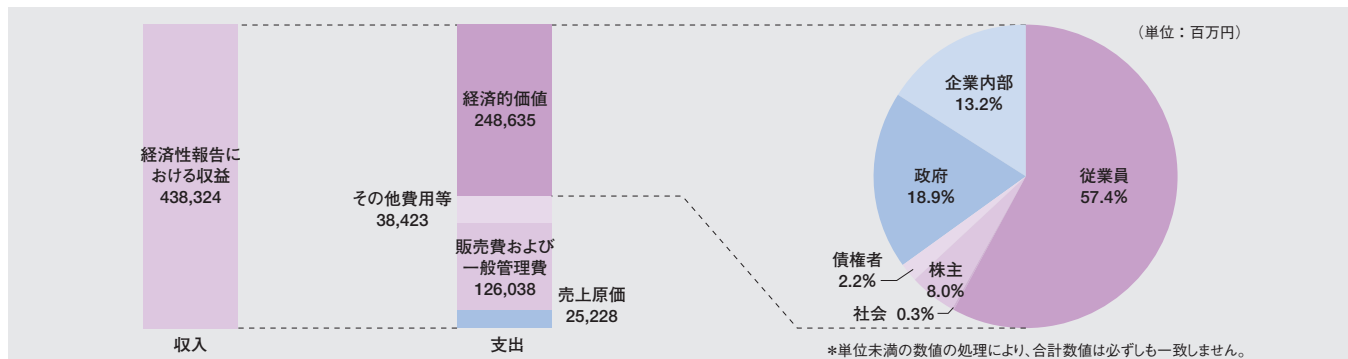 （単位：百万円）
経済性報告に
おける収益
438,324
収入
経済的価値
248,635
その他費用等
38,423
販売費および
一般管理費
126,038
売上原価
25,228
支出
企業内部
13.2%
政府
18.9%
従業員
57.4%
債権者
2.2%
株主
8.0%
社会 0.3%
＊単位未満の数値の処理により、合計数値は必ずしも一致しません。